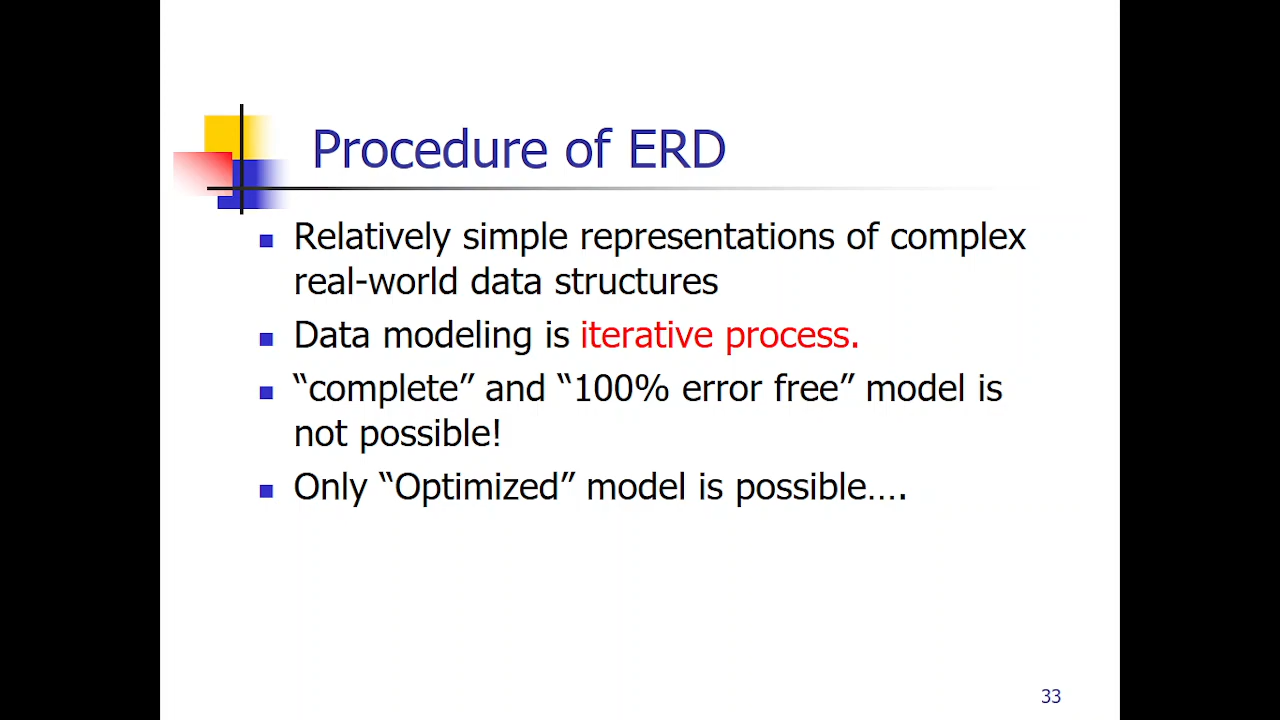 Procedure of ERD
Relatively simple representations of complex
real-world data structures
Data modeling is iterative process.
“complete” and “100% error free” model is
not possible!
Only “Optimized” model is possible….
33